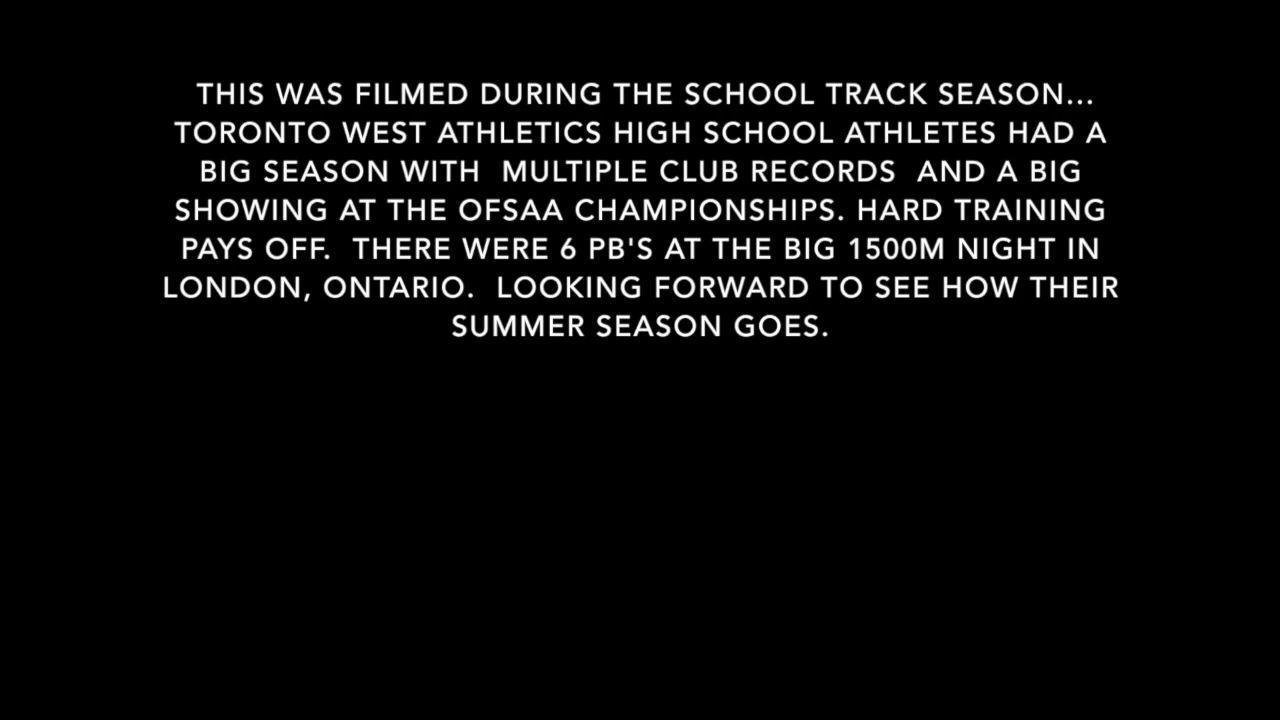 THIS WAS FILMED DURING THE SCHOOL TRACK SEASON...
TORONTO WEST ATHLETICS HIGH SCHOOL ATHLETES HAD A
BIG SEASON WITH  MULTIPLE CLUB RECORDS  AND A BIG
SHOWING AT THE OFSAA CHAMPIONSHIPS. HARD TRAINING
PAYS OFF.  THERE WERE 6 PB'S AT THE BIG 1500M NIGHT IN
LONDON, ONTARIO.  LOOKING FORWARD TO SEE HOW THEIR
SUMMER SEASON GOES.